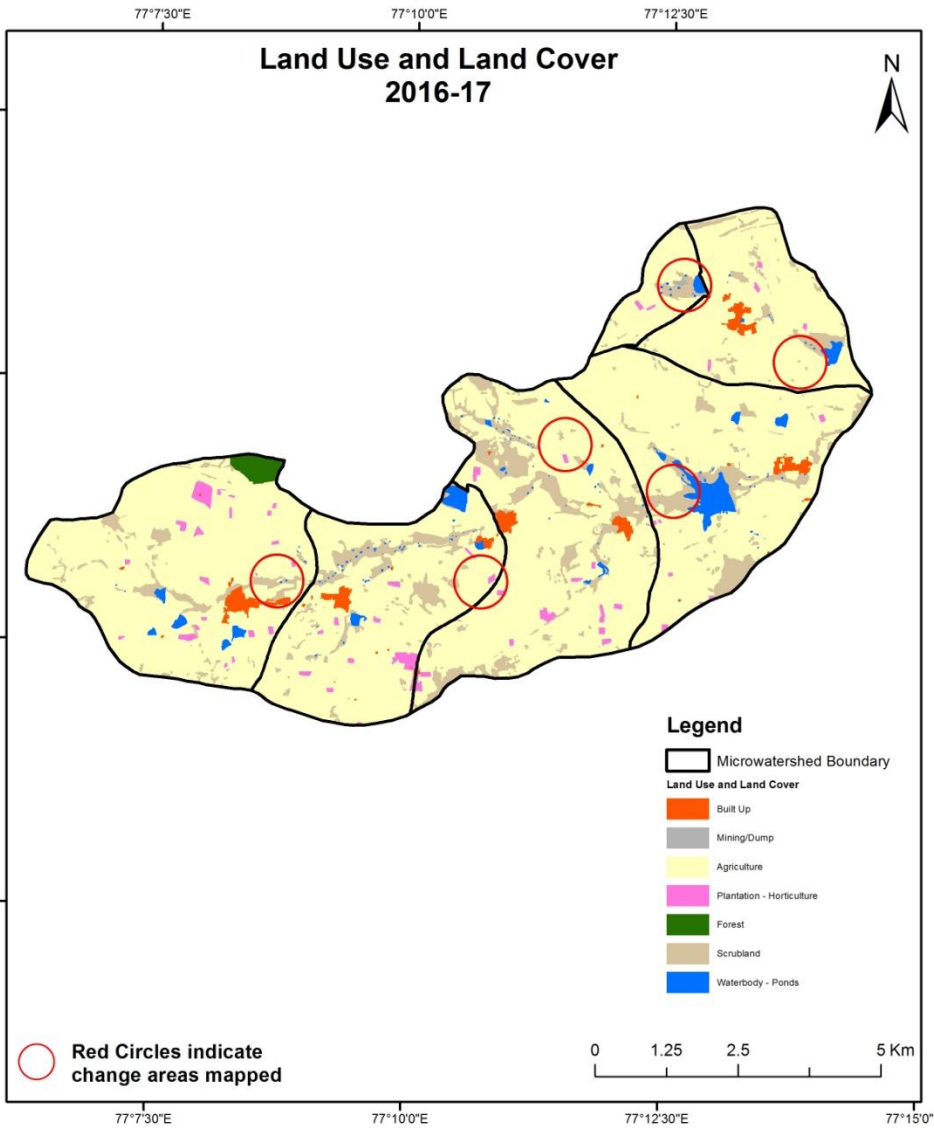 77°7'30"E 77°10'0"E 77°12'30"E
Land Use and Land Cover
2016-17
N
Legend
Microwatershed Boundary
Land Use and Land Cover
Built Up
Mining/Dump
Agriculture
Plantation - Horticulture
Forest
Scrubland
Waterbody - Ponds
Red Circles indicate
change areas mapped
0 1.25 2.5 5 Km
77°7'30"E 77°10'0"E 77°12'30"E 77°15'0"E